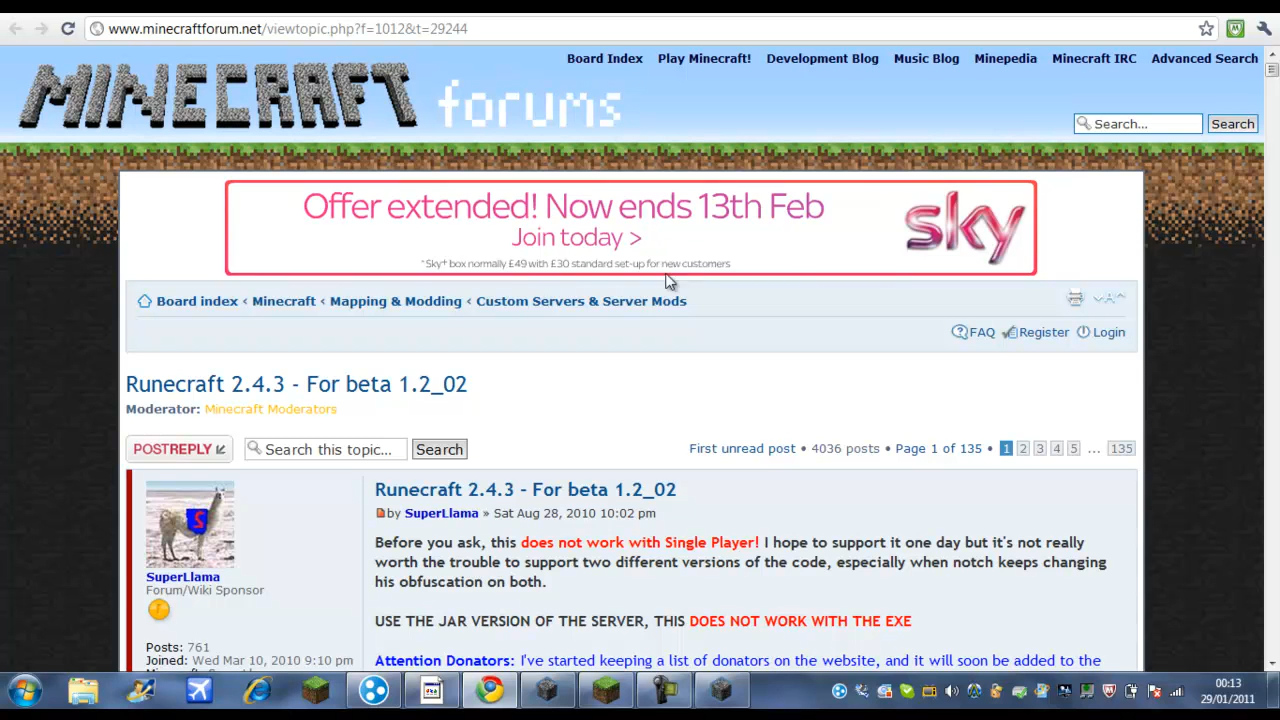 www.minecraftforum.net/viewtopic.php?f=1012&t=29244
Board Index Play Minecraft! Development Blog Music Blog Minepedia Minecraft IRC Advanced Search
MINECRAFT forums
Search... Search
Offer extended! Now ends 13th Feb
Join today >
*Sky+ box normally £49 with £30 standard set-up for new customers
sky
Board index ‹ Minecraft ‹ Mapping & Modding ‹ Custom Servers & Server Mods
FAQ Register Login
Runecraft 2.4.3 - For beta 1.2_02
Moderator: Minecraft Moderators
POSTREPLY Search this topic... Search First unread post • 4036 posts • Page 1 of 135 • 1 2 3 4 5 ... 135
Runecraft 2.4.3 - For beta 1.2_02
by SuperLlama » Sat Aug 28, 2010 10:02 pm
Before you ask, this does not work with Single Player! I hope to support it one day but it's not really
worth the trouble to support two different versions of the code, especially when notch keeps changing
his obfuscation on both.
SuperLlama
Forum/Wiki Sponsor
USE THE JAR VERSION OF THE SERVER, THIS DOES NOT WORK WITH THE EXE
Posts: 761
Joined: Wed Mar 10, 2010 9:10 pm
Attention Donators: I've started keeping a list of donators on the website, and it will soon be added to the
00:13
29/01/2011